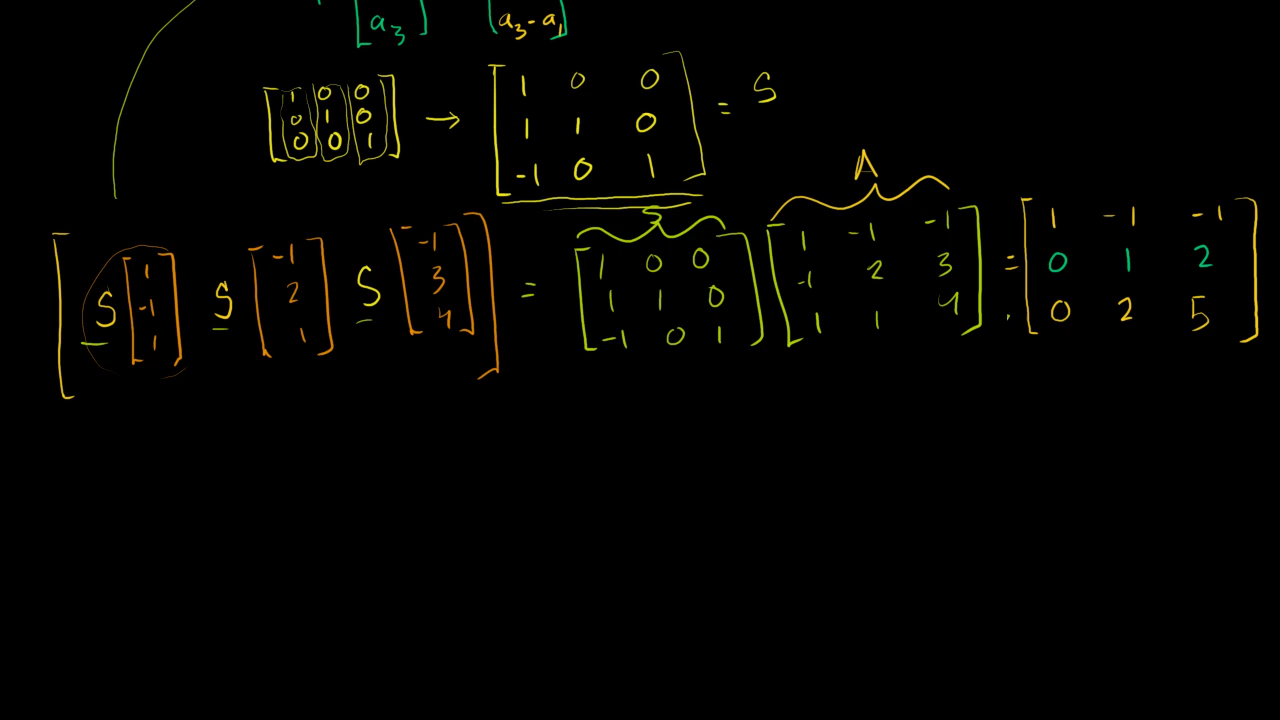 [a₃] [a₃ - a₁]
[1 0 0; 0 1 0; 0 0 1] → [1 0 0; 1 1 0; -1 0 1] = S
S A
[S [1; -1; 1] S [-1; 2; 1] S [-1; 3; 4]] = [1 0 0; 1 1 0; -1 0 1] [1 -1 -1; -1 2 3; 1 1 4] = [1 -1 -1; 0 1 2; 0 2 5]